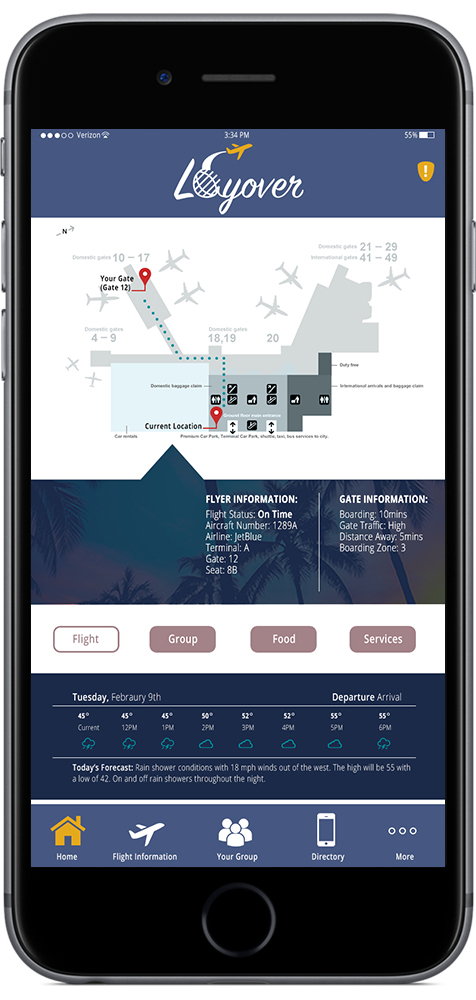 Verizon
3:34 PM
55%
Layover
N
Domestic gates 10 – 17
Domestic gates 21 – 29
International gates 41 – 49
Your Gate
(Gate 12)
Domestic gates
4 – 9
Domestic gates
18,19
20
Duty free
Domestic baggage claim
International arrivals and baggage claim
Ground floor main entrance
Current Location
Car rentals
Premium Car Park, Terminal Car Park, shuttle, taxi, bus services to city.
FLYER INFORMATION:
Flight Status: On Time
Aircraft Number: 1289A
Airline: JetBlue
Terminal: A
Gate: 12
Seat: 8B
GATE INFORMATION:
Boarding: 10mins
Gate Traffic: High
Distance Away: 5mins
Boarding Zone: 3
Flight
Group
Food
Services
Tuesday, Febraury 9th
Departure Arrival
45° 45° 45° 50° 52° 52° 55° 55°
Current 12PM 1PM 2PM 3PM 4PM 5PM 6PM
Today's Forecast: Rain shower conditions with 18 mph winds out of the west. The high will be 55 with
a low of 42. On and off rain showers throughout the night.
Home
Flight Information
Your Group
Directory
More